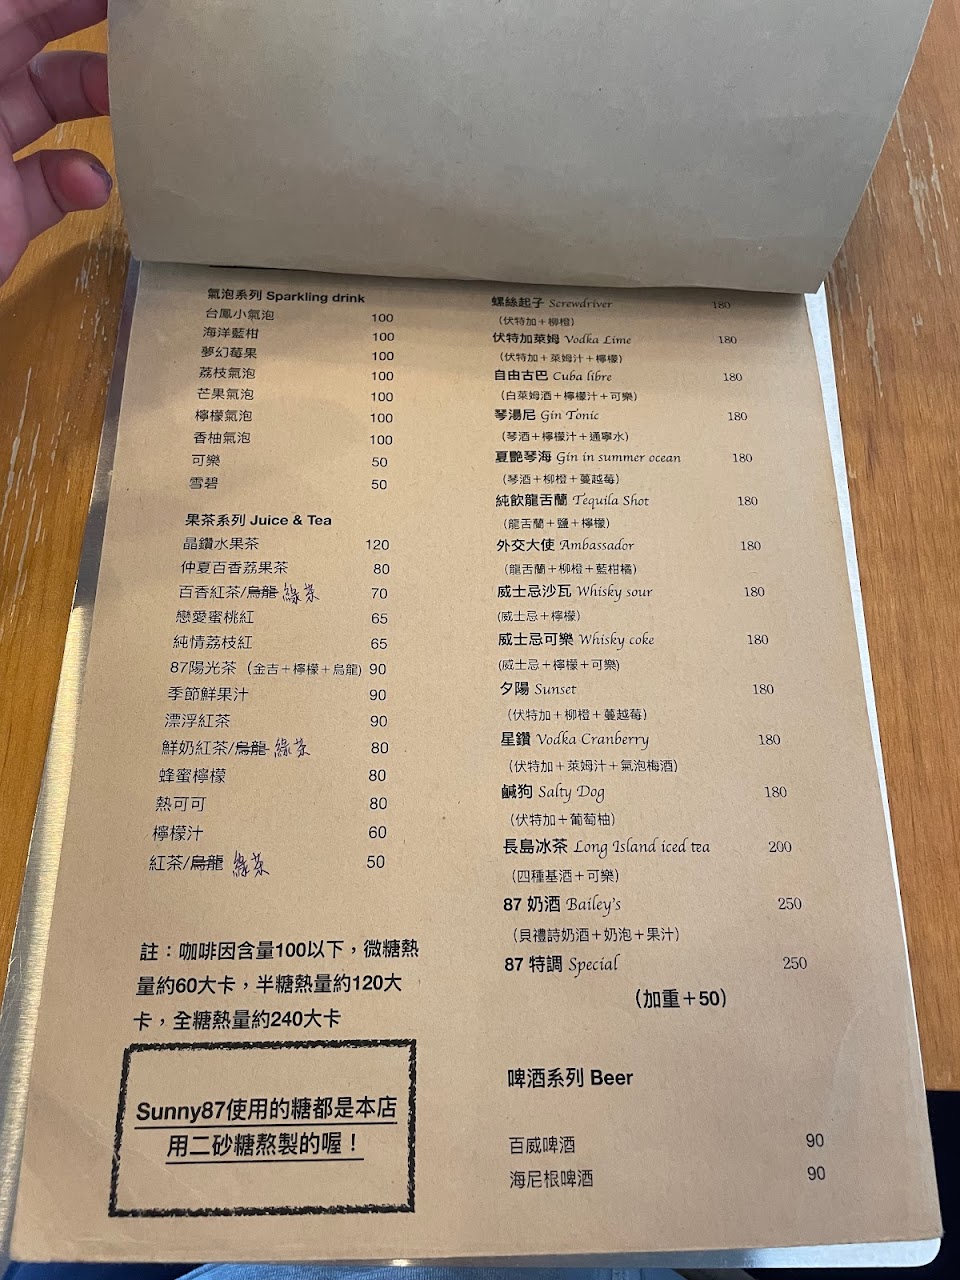 氣泡系列 Sparkling drink
台鳳小氣泡 100
海洋藍柑 100
夢幻莓果 100
荔枝氣泡 100
芒果氣泡 100
檸檬氣泡 100
香柚氣泡 100
可樂 50
雪碧 50
果茶系列 Juice & Tea
晶鑽水果茶 120
仲夏百香荔果茶 80
百香紅茶/烏龍 綠茶 70
戀愛蜜桃紅 65
純情荔枝紅 65
87陽光茶（金吉＋檸檬＋烏龍) 90
季節鮮果汁 90
漂浮紅茶 90
鮮奶紅茶/烏龍 綠茶 80
蜂蜜檸檬 80
熱可可 80
檸檬汁 60
紅茶/烏龍 綠茶 50
註：咖啡因含量100以下，微糖熱
量約60大卡，半糖熱量約120大
卡，全糖熱量約240大卡
Sunny87使用的糖都是本店
用二砂糖熬製的喔！
螺絲起子 Screwdriver 180
（伏特加＋柳橙）
伏特加萊姆 Vodka Lime 180
（伏特加＋萊姆汁＋檸檬）
自由古巴 Cuba libre 180
（白萊姆酒＋檸檬汁＋可樂）
琴湯尼 Gin Tonic 180
（琴酒＋檸檬汁＋通寧水）
夏艷琴海 Gin in summer ocean 180
（琴酒＋柳橙＋蔓越莓）
純飲龍舌蘭 Tequila Shot 180
（龍舌蘭＋鹽＋檸檬）
外交大使 Ambassador 180
（龍舌蘭＋柳橙＋藍柑橘）
威士忌沙瓦 Whisky sour 180
(威士忌＋檸檬）
威士忌可樂 Whisky coke 180
(威士忌＋檸檬＋可樂）
夕陽 Sunset 180
（伏特加＋柳橙＋蔓越莓）
星鑽 Vodka Cranberry 180
（伏特加＋萊姆汁＋氣泡梅酒）
鹹狗 Salty Dog 180
（伏特加＋葡萄柚）
長島冰茶 Long Island iced tea 200
（四種基酒＋可樂）
87 奶酒 Bailey's 250
（貝禮詩奶酒＋奶泡＋果汁）
87 特調 Special 250
（加重＋50）
啤酒系列 Beer
百威啤酒 90
海尼根啤酒 90